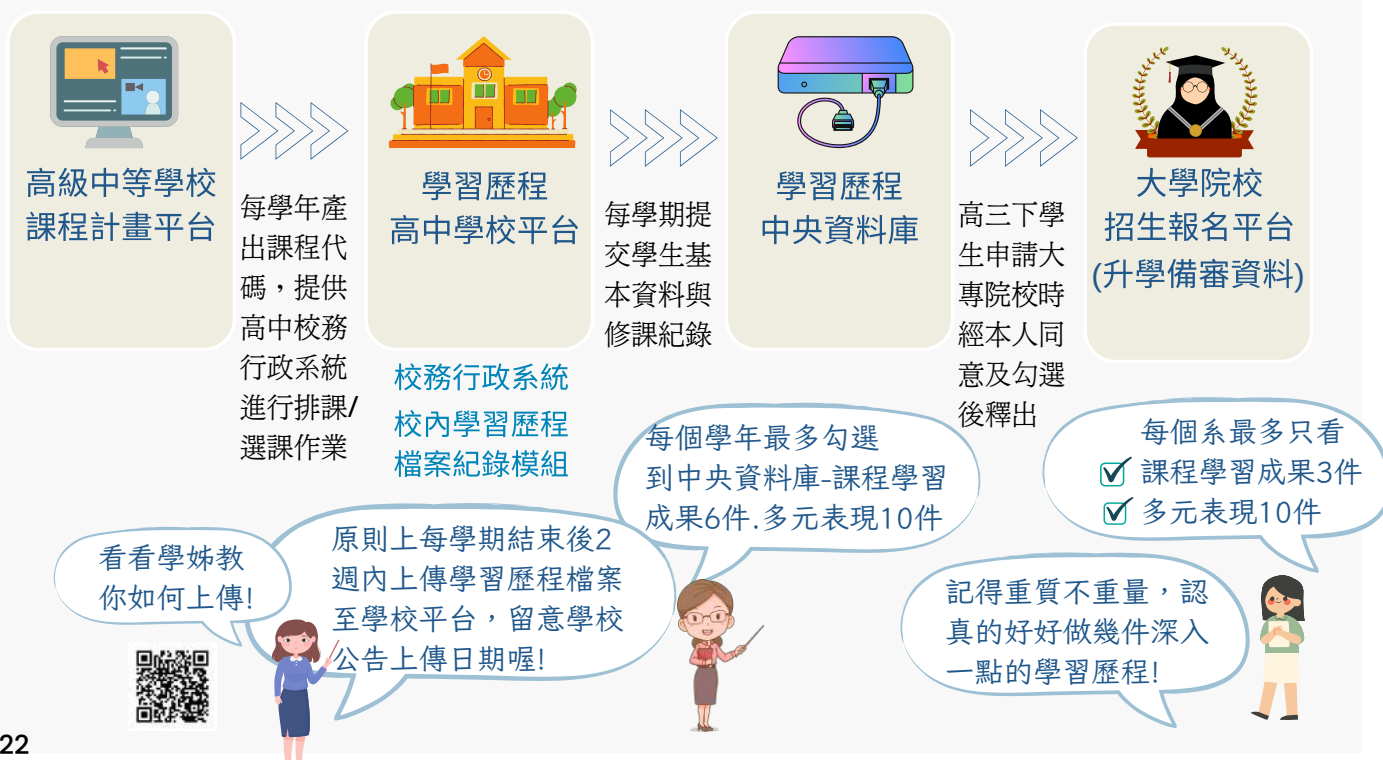 高級中等學校
課程計畫平台
每學年產
出課程代
碼，提供
高中校務
行政系統
進行排課/
選課作業
學習歷程
高中學校平台
校務行政系統
校內學習歷程
檔案紀錄模組
每學期提
交學生基
本資料與
修課紀錄
學習歷程
中央資料庫
高三下學
生申請大
專院校時
經本人同
意及勾選
後釋出
大學院校
招生報名平台
(升學備審資料)
看看學姊教
你如何上傳!
原則上每學期結束後2
週內上傳學習歷程檔案
至學校平台，留意學校
公告上傳日期喔!
每個學年最多勾選
到中央資料庫-課程學習
成果6件.多元表現10件
每個系最多只看
課程學習成果3件
多元表現10件
記得重質不重量，認
真的好好做幾件深入
一點的學習歷程!
22